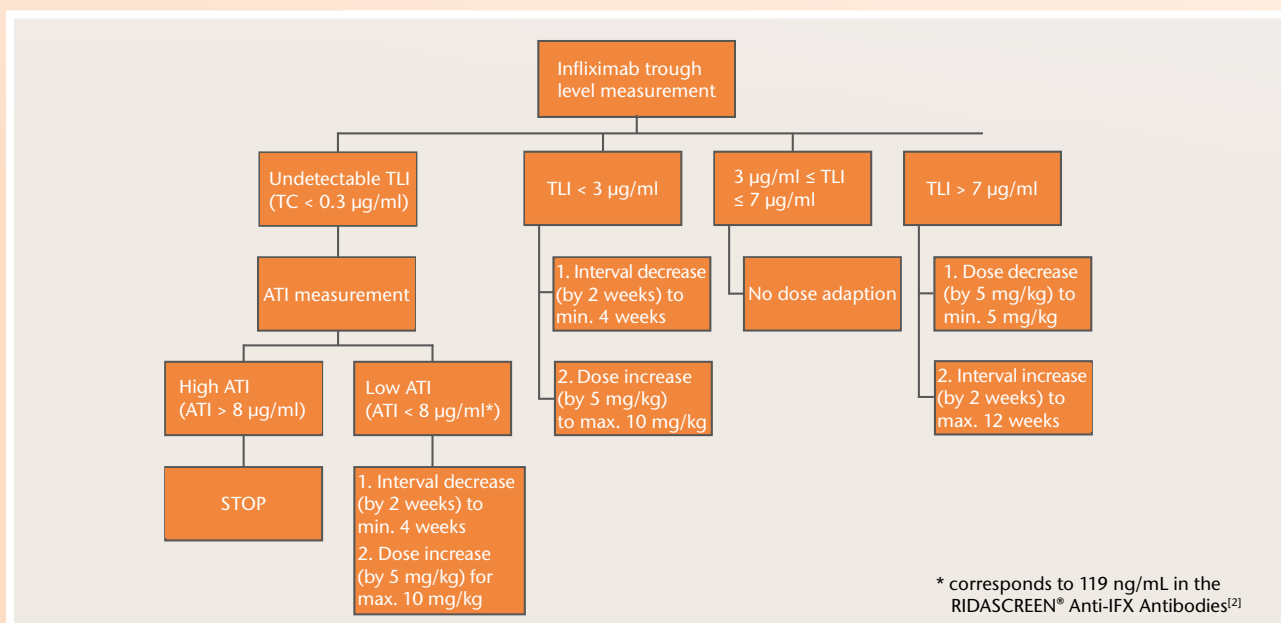 Infliximab trough
level measurement
Undetectable TLI
(TC < 0.3 µg/ml)
TLI < 3 µg/ml
3 µg/ml ≤ TLI
≤ 7 µg/ml
TLI > 7 µg/ml
ATI measurement
1. Interval decrease
(by 2 weeks) to
min. 4 weeks
No dose adaption
1. Dose decrease
(by 5 mg/kg) to
min. 5 mg/kg
High ATI
(ATI > 8 µg/ml)
Low ATI
(ATI < 8 µg/ml*)
2. Dose increase
(by 5 mg/kg)
to max. 10 mg/kg
2. Interval increase
(by 2 weeks) to
max. 12 weeks
STOP
1. Interval decrease
(by 2 weeks) to
min. 4 weeks
2. Dose increase
(by 5 mg/kg) for
max. 10 mg/kg
* corresponds to 119 ng/mL in the
RIDASCREEN® Anti-IFX Antibodies[2]